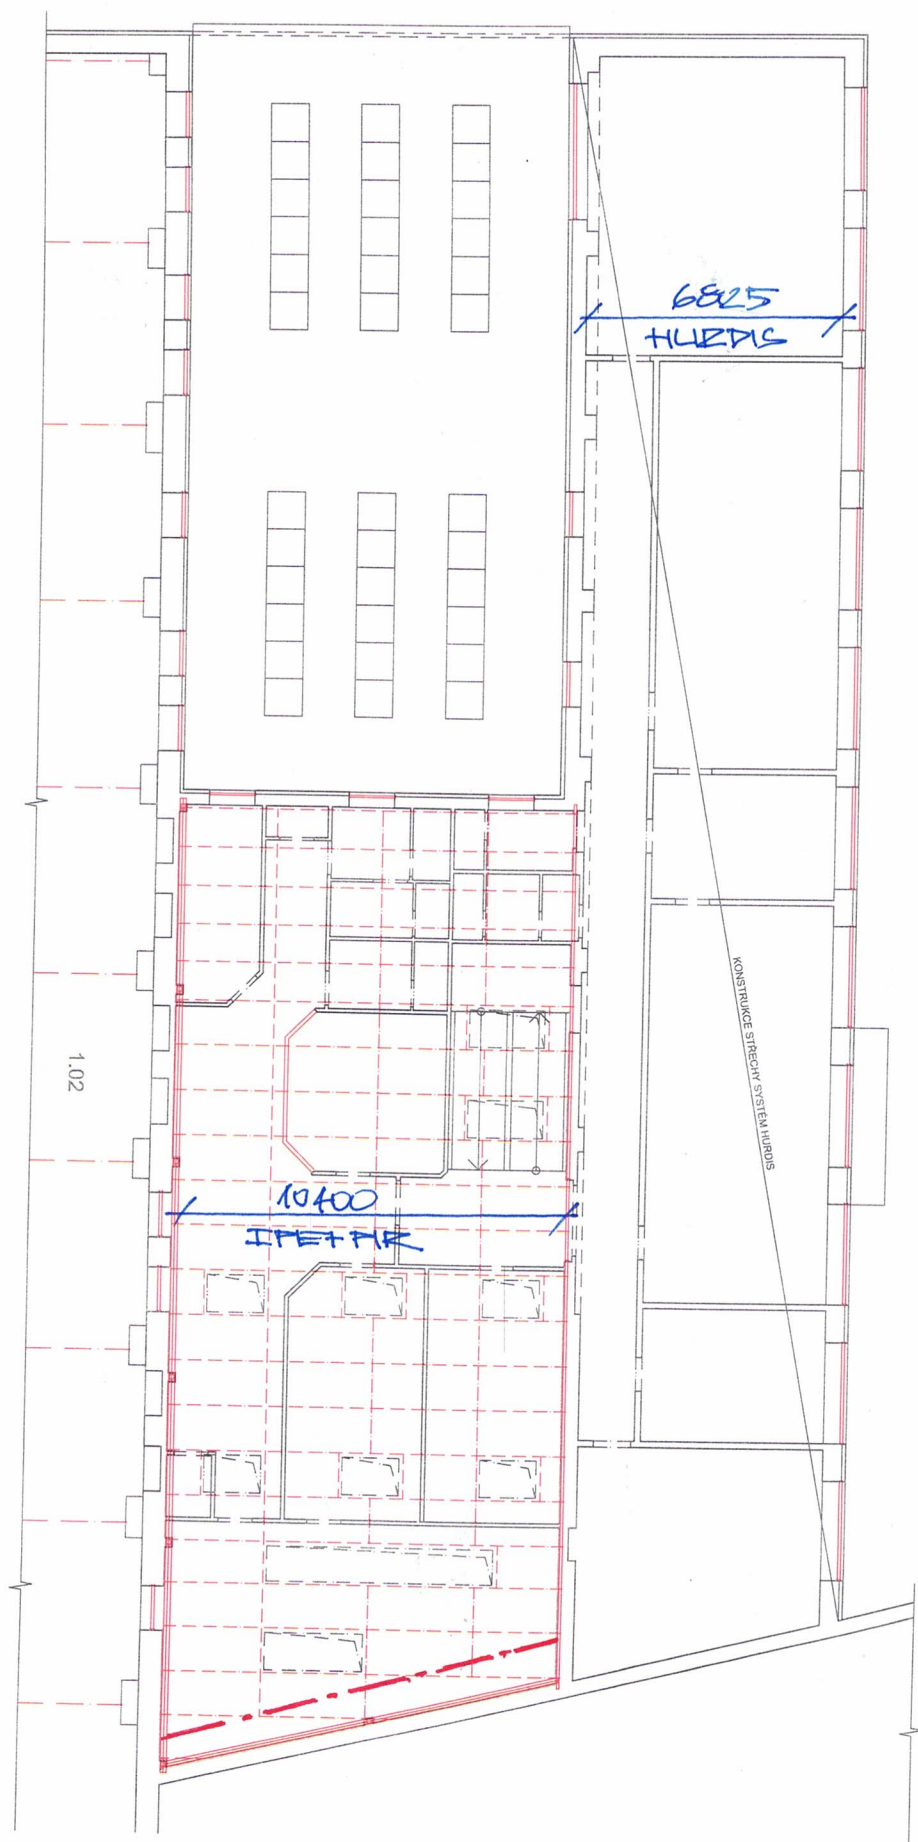 6825
HURDIS
KONSTRUKCE STŘECHY SYSTÉM HURDIS
1.02
10400
IPE+PIR